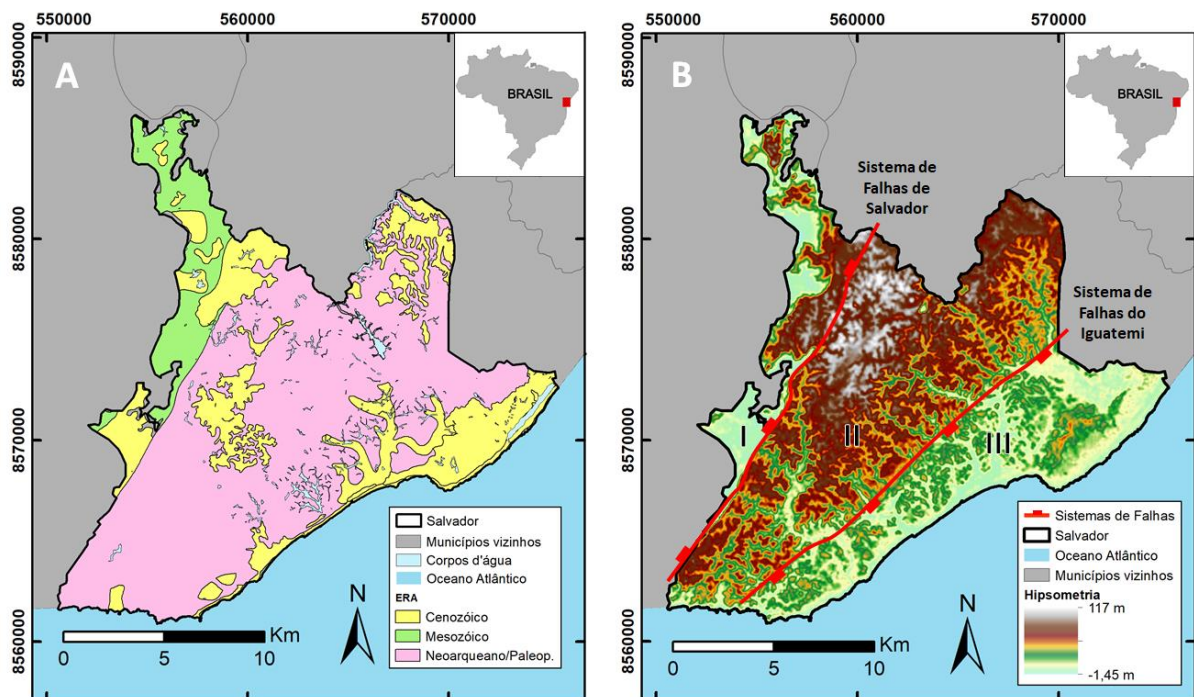 550000
560000
570000
A
BRASIL
8590000
8580000
8570000
8560000
Salvador
Municípios vizinhos
Corpos d'água
Oceano Atlântico
ERA
Cenozóico
Mesozóico
Neoarqueano/Paleop.
N
Km
0
5
10
550000
560000
570000
B
BRASIL
8590000
8580000
8570000
8560000
Sistema de
Falhas de
Salvador
Sistema de
Falhas do
Iguatemi
I
II
III
Sistemas de Falhas
Salvador
Oceano Atlântico
Municípios vizinhos
Hipsometria
117 m
-1,45 m
N
Km
0
5
10